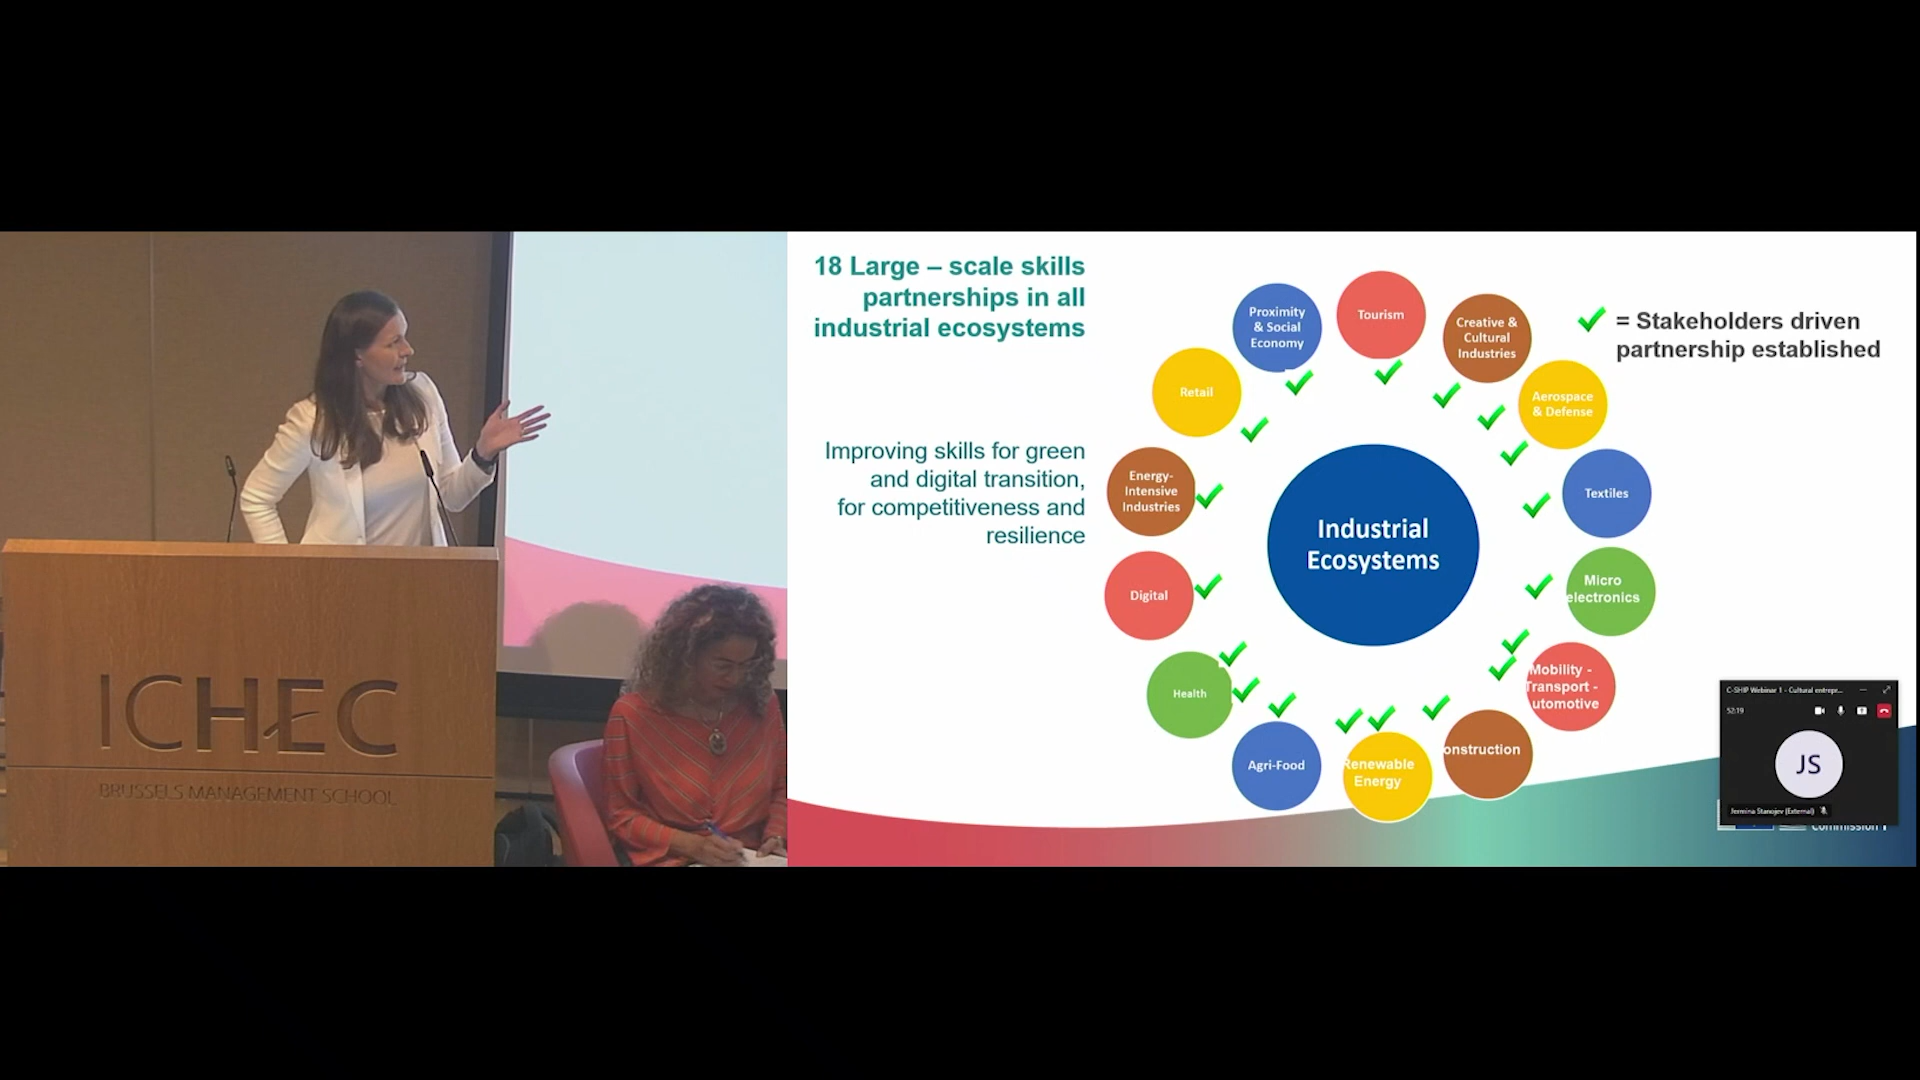 ICHEC
BRUSSELS MANAGEMENT SCHOOL
18 Large – scale skills
partnerships in all
industrial ecosystems
Improving skills for green
and digital transition,
for competitiveness and
resilience
Industrial
Ecosystems
Tourism
Creative &
Cultural
Industries
Aerospace
& Defense
Textiles
Micro
electronics
Mobility -
Transport -
utomotive
onstruction
Renewable
Energy
Agri-Food
Health
Digital
Energy-
Intensive
Industries
Retail
Proximity
& Social
Economy
= Stakeholders driven
partnership established
C-SHIP Webinar 1 - Cultural entrepr...
52:19
JS
Jermina Stanojev (External)
Commission